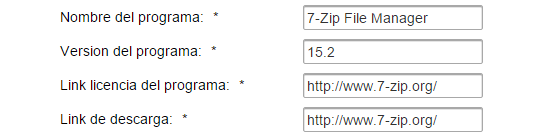 Nombre del programa: * 7-Zip File Manager
Version del programa: * 15.2
Link licencia del programa: * http://www.7-zip.org/
Link de descarga: * http://www.7-zip.org/